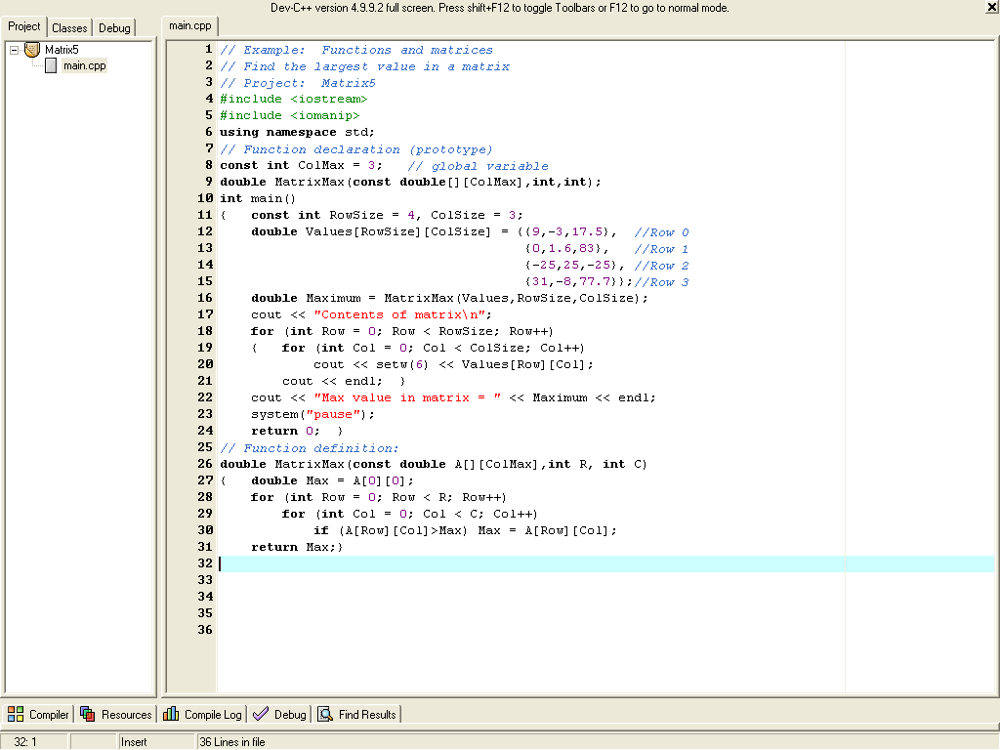 Dev-C++ version 4.9.9.2 full screen. Press shift+F12 to toggle Toolbars or F12 to go to normal mode.
Project Classes Debug
main.cpp
Matrix5
main.cpp
1 // Example:  Functions and matrices
2 // Find the largest value in a matrix
3 // Project:  Matrix5
4 #include <iostream>
5 #include <iomanip>
6 using namespace std;
7 // Function declaration (prototype)
8 const int ColMax = 3;   // global variable
9 double MatrixMax(const double[][ColMax],int,int);
10 int main()
11 {   const int RowSize = 4, ColSize = 3;
12     double Values[RowSize][ColSize] = {{9,-3,17.5},  //Row 0
13                                        {0,1.6,83},   //Row 1
14                                        {-25,25,-25}, //Row 2
15                                        {31,-8,77.7}};//Row 3
16     double Maximum = MatrixMax(Values,RowSize,ColSize);
17     cout << "Contents of matrix\n";
18     for (int Row = 0; Row < RowSize; Row++)
19     {   for (int Col = 0; Col < ColSize; Col++)
20             cout << setw(6) << Values[Row][Col];
21         cout << endl;  }
22     cout << "Max value in matrix = " << Maximum << endl;
23     system("pause");
24     return 0;  }
25 // Function definition:
26 double MatrixMax(const double A[][ColMax],int R, int C)
27 {   double Max = A[0][0];
28     for (int Row = 0; Row < R; Row++)
29         for (int Col = 0; Col < C; Col++)
30             if (A[Row][Col]>Max) Max = A[Row][Col];
31     return Max;}
32
33
34
35
36
Compiler Resources Compile Log Debug Find Results
32: 1 Insert 36 Lines in file